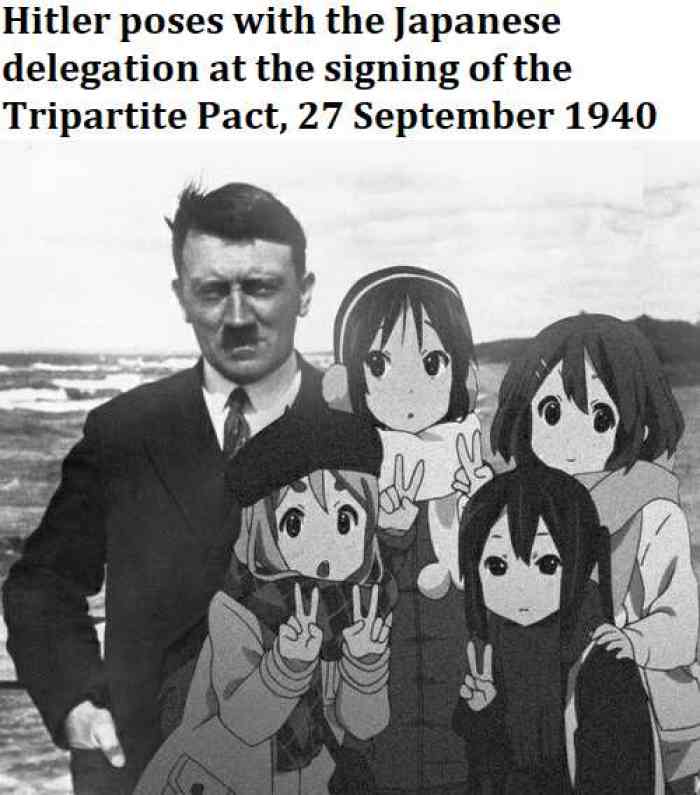 Hitler poses with the Japanese
delegation at the signing of the
Tripartite Pact, 27 September 1940